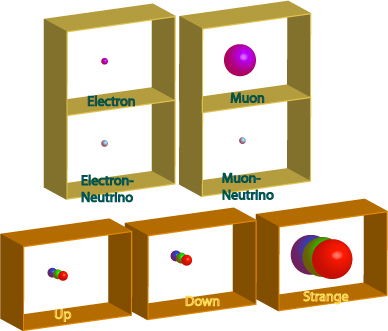 Electron
Muon
Electron-
Neutrino
Muon-
Neutrino
Up
Down
Strange